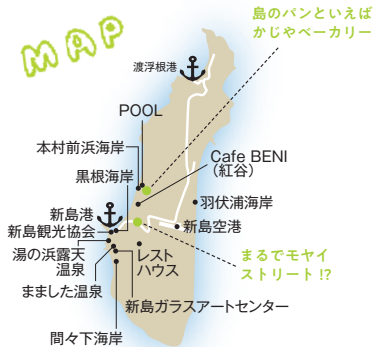 MAP
島のパンといえば
かじやベーカリー
渡浮根港
POOL
本村前浜海岸
Cafe BENI
(紅谷)
黒根海岸
羽伏浦海岸
新島港
新島空港
新島観光協会
湯の浜露天
温泉
レスト
ハウス
まるでモヤイ
ストリート!?
まました温泉
新島ガラスアートセンター
間々下海岸